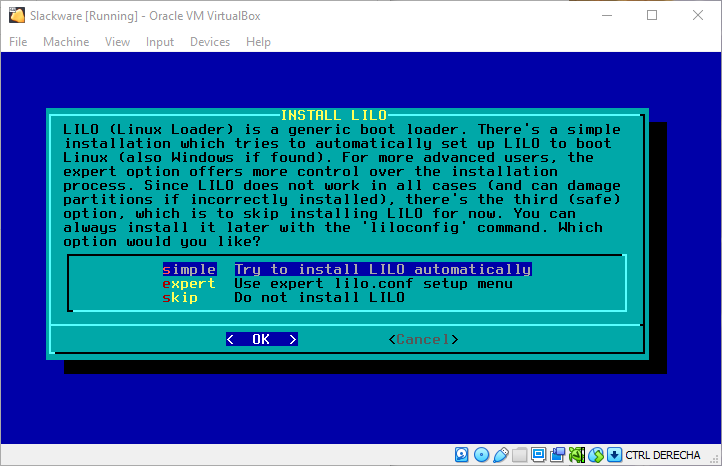 Slackware [Running] - Oracle VM VirtualBox
File Machine View Input Devices Help
INSTALL LILO
LILO (Linux Loader) is a generic boot loader. There's a simple
installation which tries to automatically set up LILO to boot
Linux (also Windows if found). For more advanced users, the
expert option offers more control over the installation
process. Since LILO does not work in all cases (and can damage
partitions if incorrectly installed), there's the third (safe)
option, which is to skip installing LILO for now. You can
always install it later with the 'liloconfig' command. Which
option would you like?
simple Try to install LILO automatically
expert Use expert lilo.conf setup menu
skip Do not install LILO
< OK > <Cancel>
CTRL DERECHA